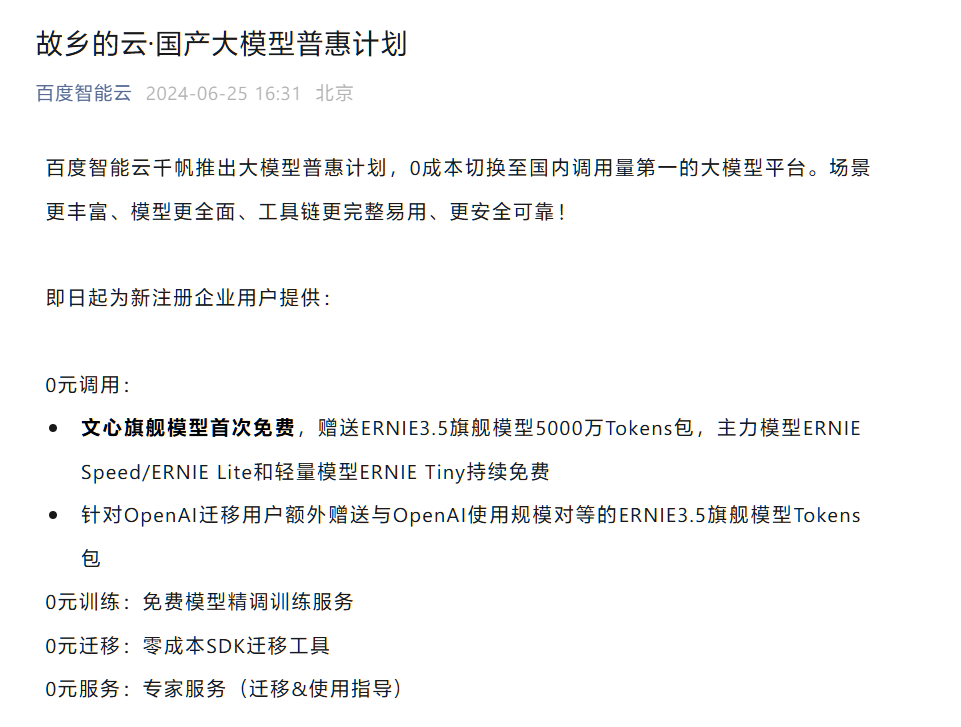 故乡的云·国产大模型普惠计划
百度智能云 2024-06-25 16:31 北京
百度智能云千帆推出大模型普惠计划，0成本切换至国内调用量第一的大模型平台。场景
更丰富、模型更全面、工具链更完整易用、更安全可靠！
即日起为新注册企业用户提供：
0元调用：
• 文心旗舰模型首次免费，赠送ERNIE3.5旗舰模型5000万Tokens包，主力模型ERNIE
Speed/ERNIE Lite和轻量模型ERNIE Tiny持续免费
• 针对OpenAI迁移用户额外赠送与OpenAI使用规模对等的ERNIE3.5旗舰模型Tokens
包
0元训练：免费模型精调训练服务
0元迁移：零成本SDK迁移工具
0元服务：专家服务（迁移&使用指导）